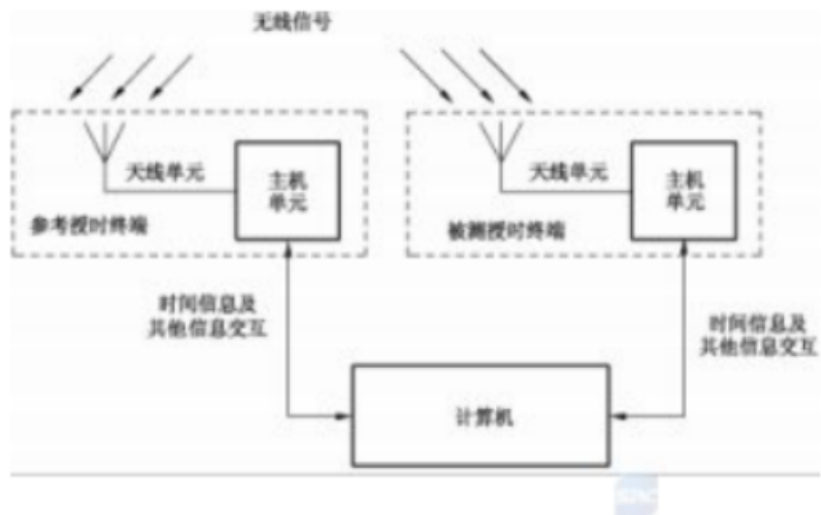 无线信号
天线单元
主机
单元
参考授时终端
天线单元
主机
单元
被测授时终端
时间信息及
其他信息交互
时间信息及
其他信息交互
计算机
SAC